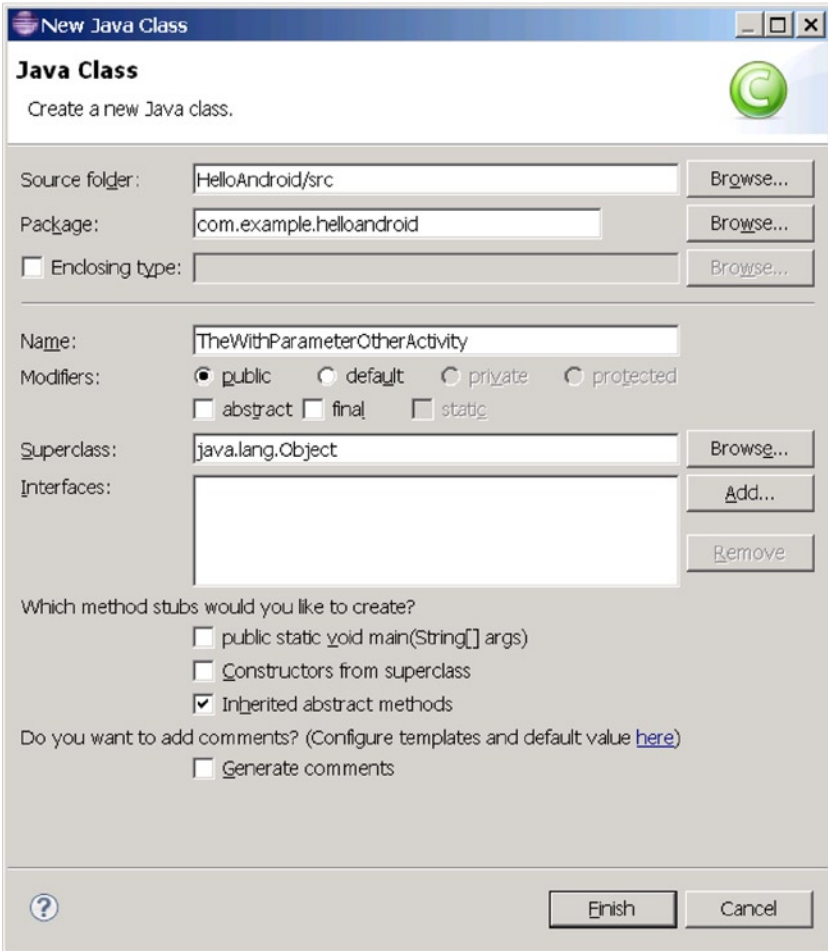 New Java Class
Java Class
Create a new Java class.
C
Source folder: HelloAndroid/src Browse...
Package: com.example.helloandroid Browse...
Enclosing type: Browse...
Name: TheWithParameterOtherActivity
Modifiers: public default private protected
abstract final static
Superclass: java.lang.Object Browse...
Interfaces: Add...
Remove
Which method stubs would you like to create?
public static void main(String[] args)
Constructors from superclass
Inherited abstract methods
Do you want to add comments? (Configure templates and default value here)
Generate comments
? Finish Cancel